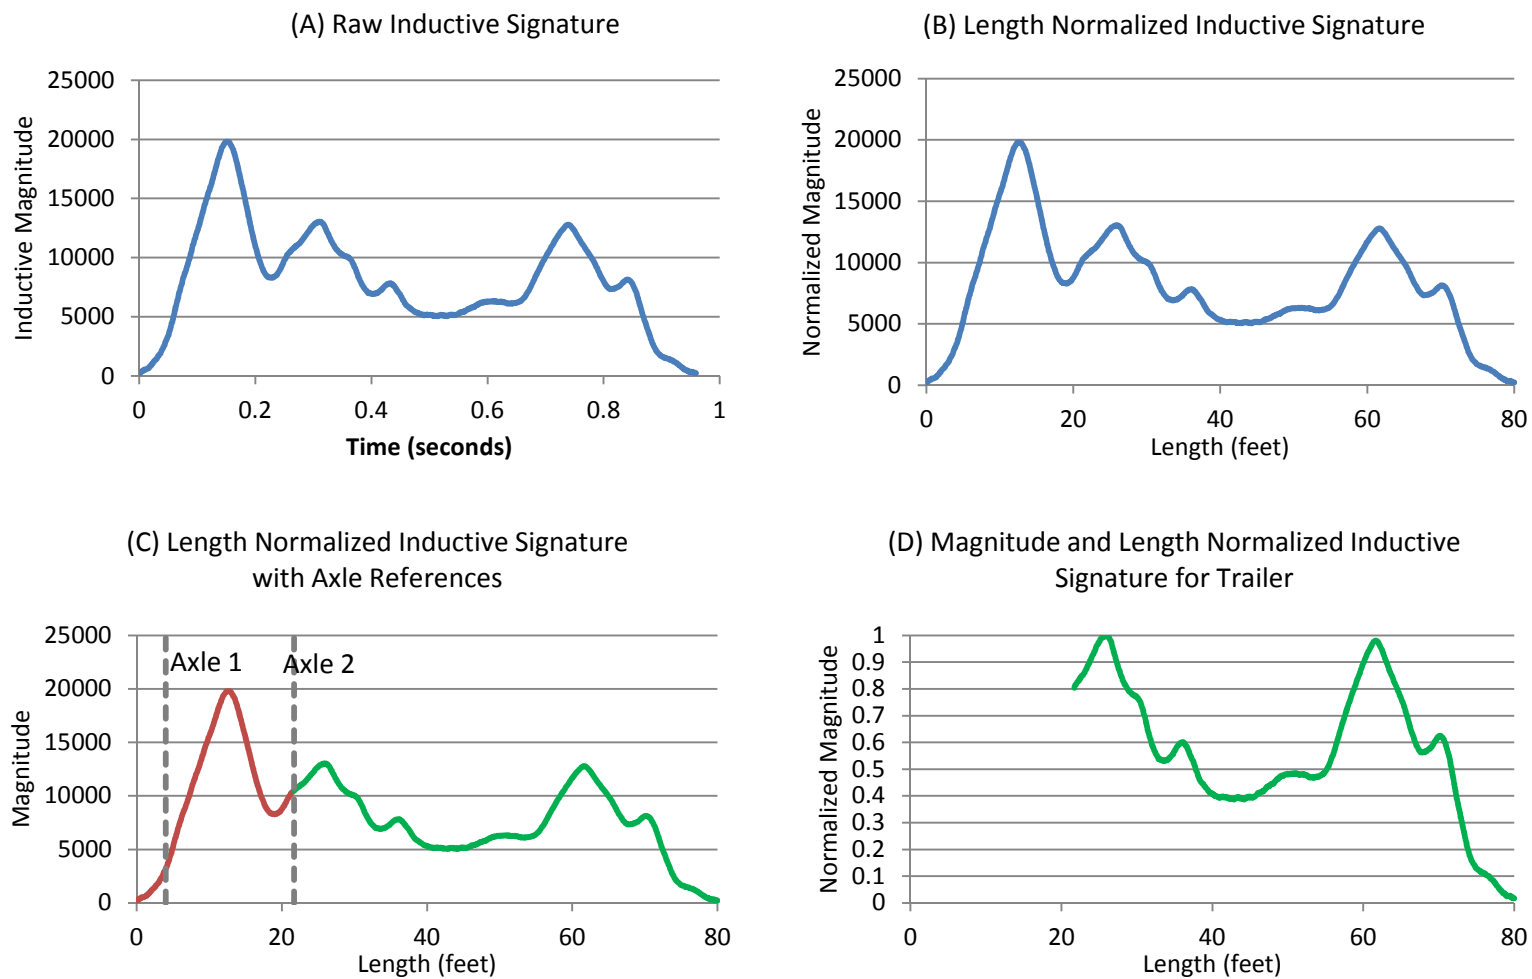 (A) Raw Inductive Signature
25000
20000
15000
10000
5000
0
Inductive Magnitude
0 0.2 0.4 0.6 0.8 1
Time (seconds)
(B) Length Normalized Inductive Signature
25000
20000
15000
10000
5000
0
Normalized Magnitude
0 20 40 60 80
Length (feet)
(C) Length Normalized Inductive Signature
with Axle References
25000
20000
15000
10000
5000
0
Magnitude
Axle 1
Axle 2
0 20 40 60 80
Length (feet)
(D) Magnitude and Length Normalized Inductive
Signature for Trailer
1
0.9
0.8
0.7
0.6
0.5
0.4
0.3
0.2
0.1
0
Normalized Magnitude
0 20 40 60 80
Length (feet)